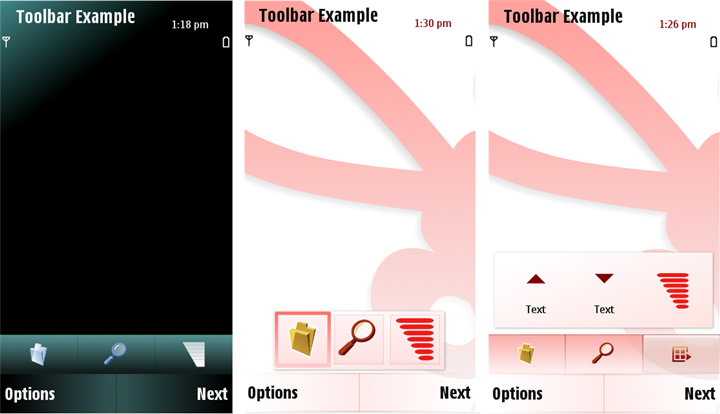 Toolbar Example
1:18 pm
Options
Next
Toolbar Example
1:30 pm
Options
Next
Toolbar Example
1:26 pm
Text
Text
Options
Next